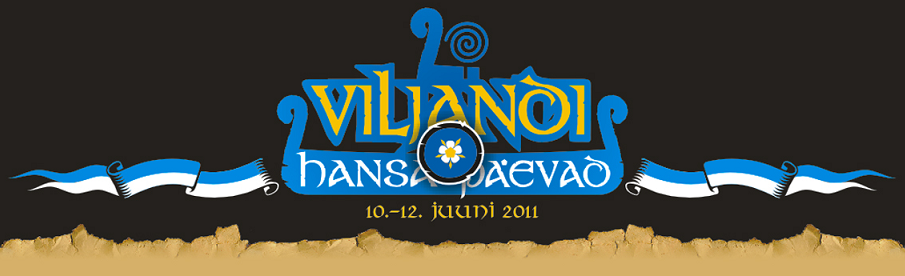 VILJANDI
HANSAPÄEVAD
10.-12. JUUNI 2011